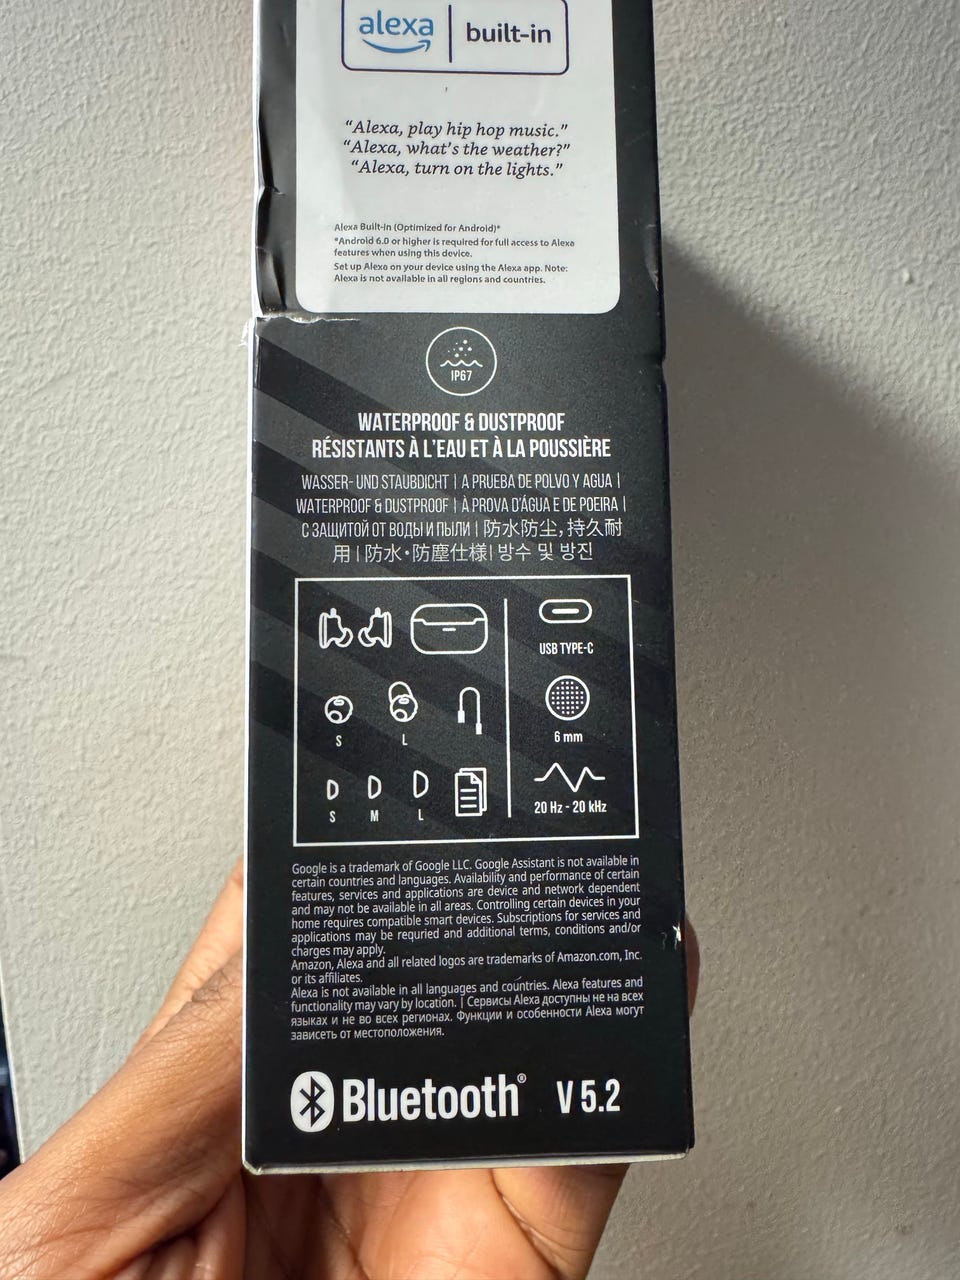 alexa | built-in
“Alexa, play hip hop music.”
“Alexa, what’s the weather?”
“Alexa, turn on the lights.”
Alexa Built-in (Optimized for Android)*
*Android 6.0 or higher is required for full access to Alexa
features when using this device.
Set up Alexa on your device using the Alexa app. Note:
Alexa is not available in all regions and countries.
IP67
WATERPROOF & DUSTPROOF
RÉSISTANTS À L’EAU ET À LA POUSSIÈRE
WASSER- UND STAUBDICHT | A PRUEBA DE POLVO Y AGUA |
WATERPROOF & DUSTPROOF | À PROVA D’ÁGUA E DE POEIRA |
С ЗАЩИТОЙ ОТ ВОДЫ И ПЫЛИ | 防水防尘，持久耐
用 | 防水・防塵仕様| 방수 및 방진
USB TYPE-C
S L
6 mm
S M L
20 Hz - 20 kHz
Google is a trademark of Google LLC. Google Assistant is not available in
certain countries and languages. Availability and performance of certain
features, services and applications are device and network dependent
and may not be available in all areas. Controlling certain devices in your
home requires compatible smart devices. Subscriptions for services and
applications may be requried and additional terms, conditions and/or
charges may apply.
Amazon, Alexa and all related logos are trademarks of Amazon.com, Inc.
or its affiliates.
Alexa is not available in all languages and countries. Alexa features and
functionality may vary by location. | Сервисы Alexa доступны не на всех
языках и не во всех регионах. Функции и особенности Alexa могут
зависеть от местоположения.
Bluetooth® V 5.2